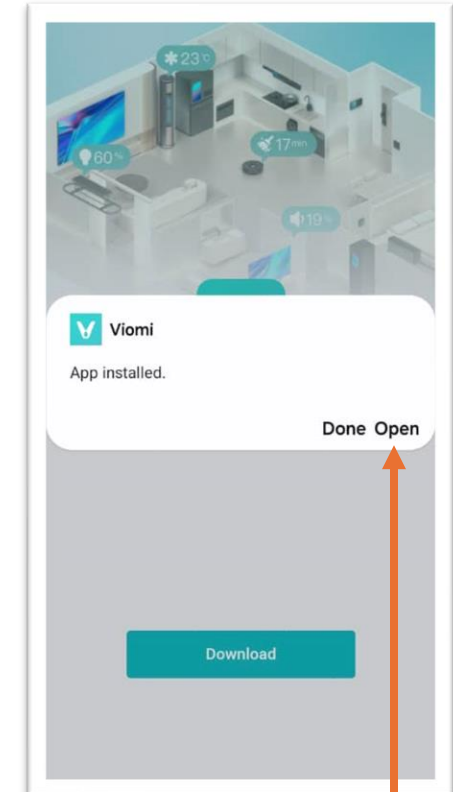 23°C
60%
17min
19%
Viomi
App installed.
Done Open
Download